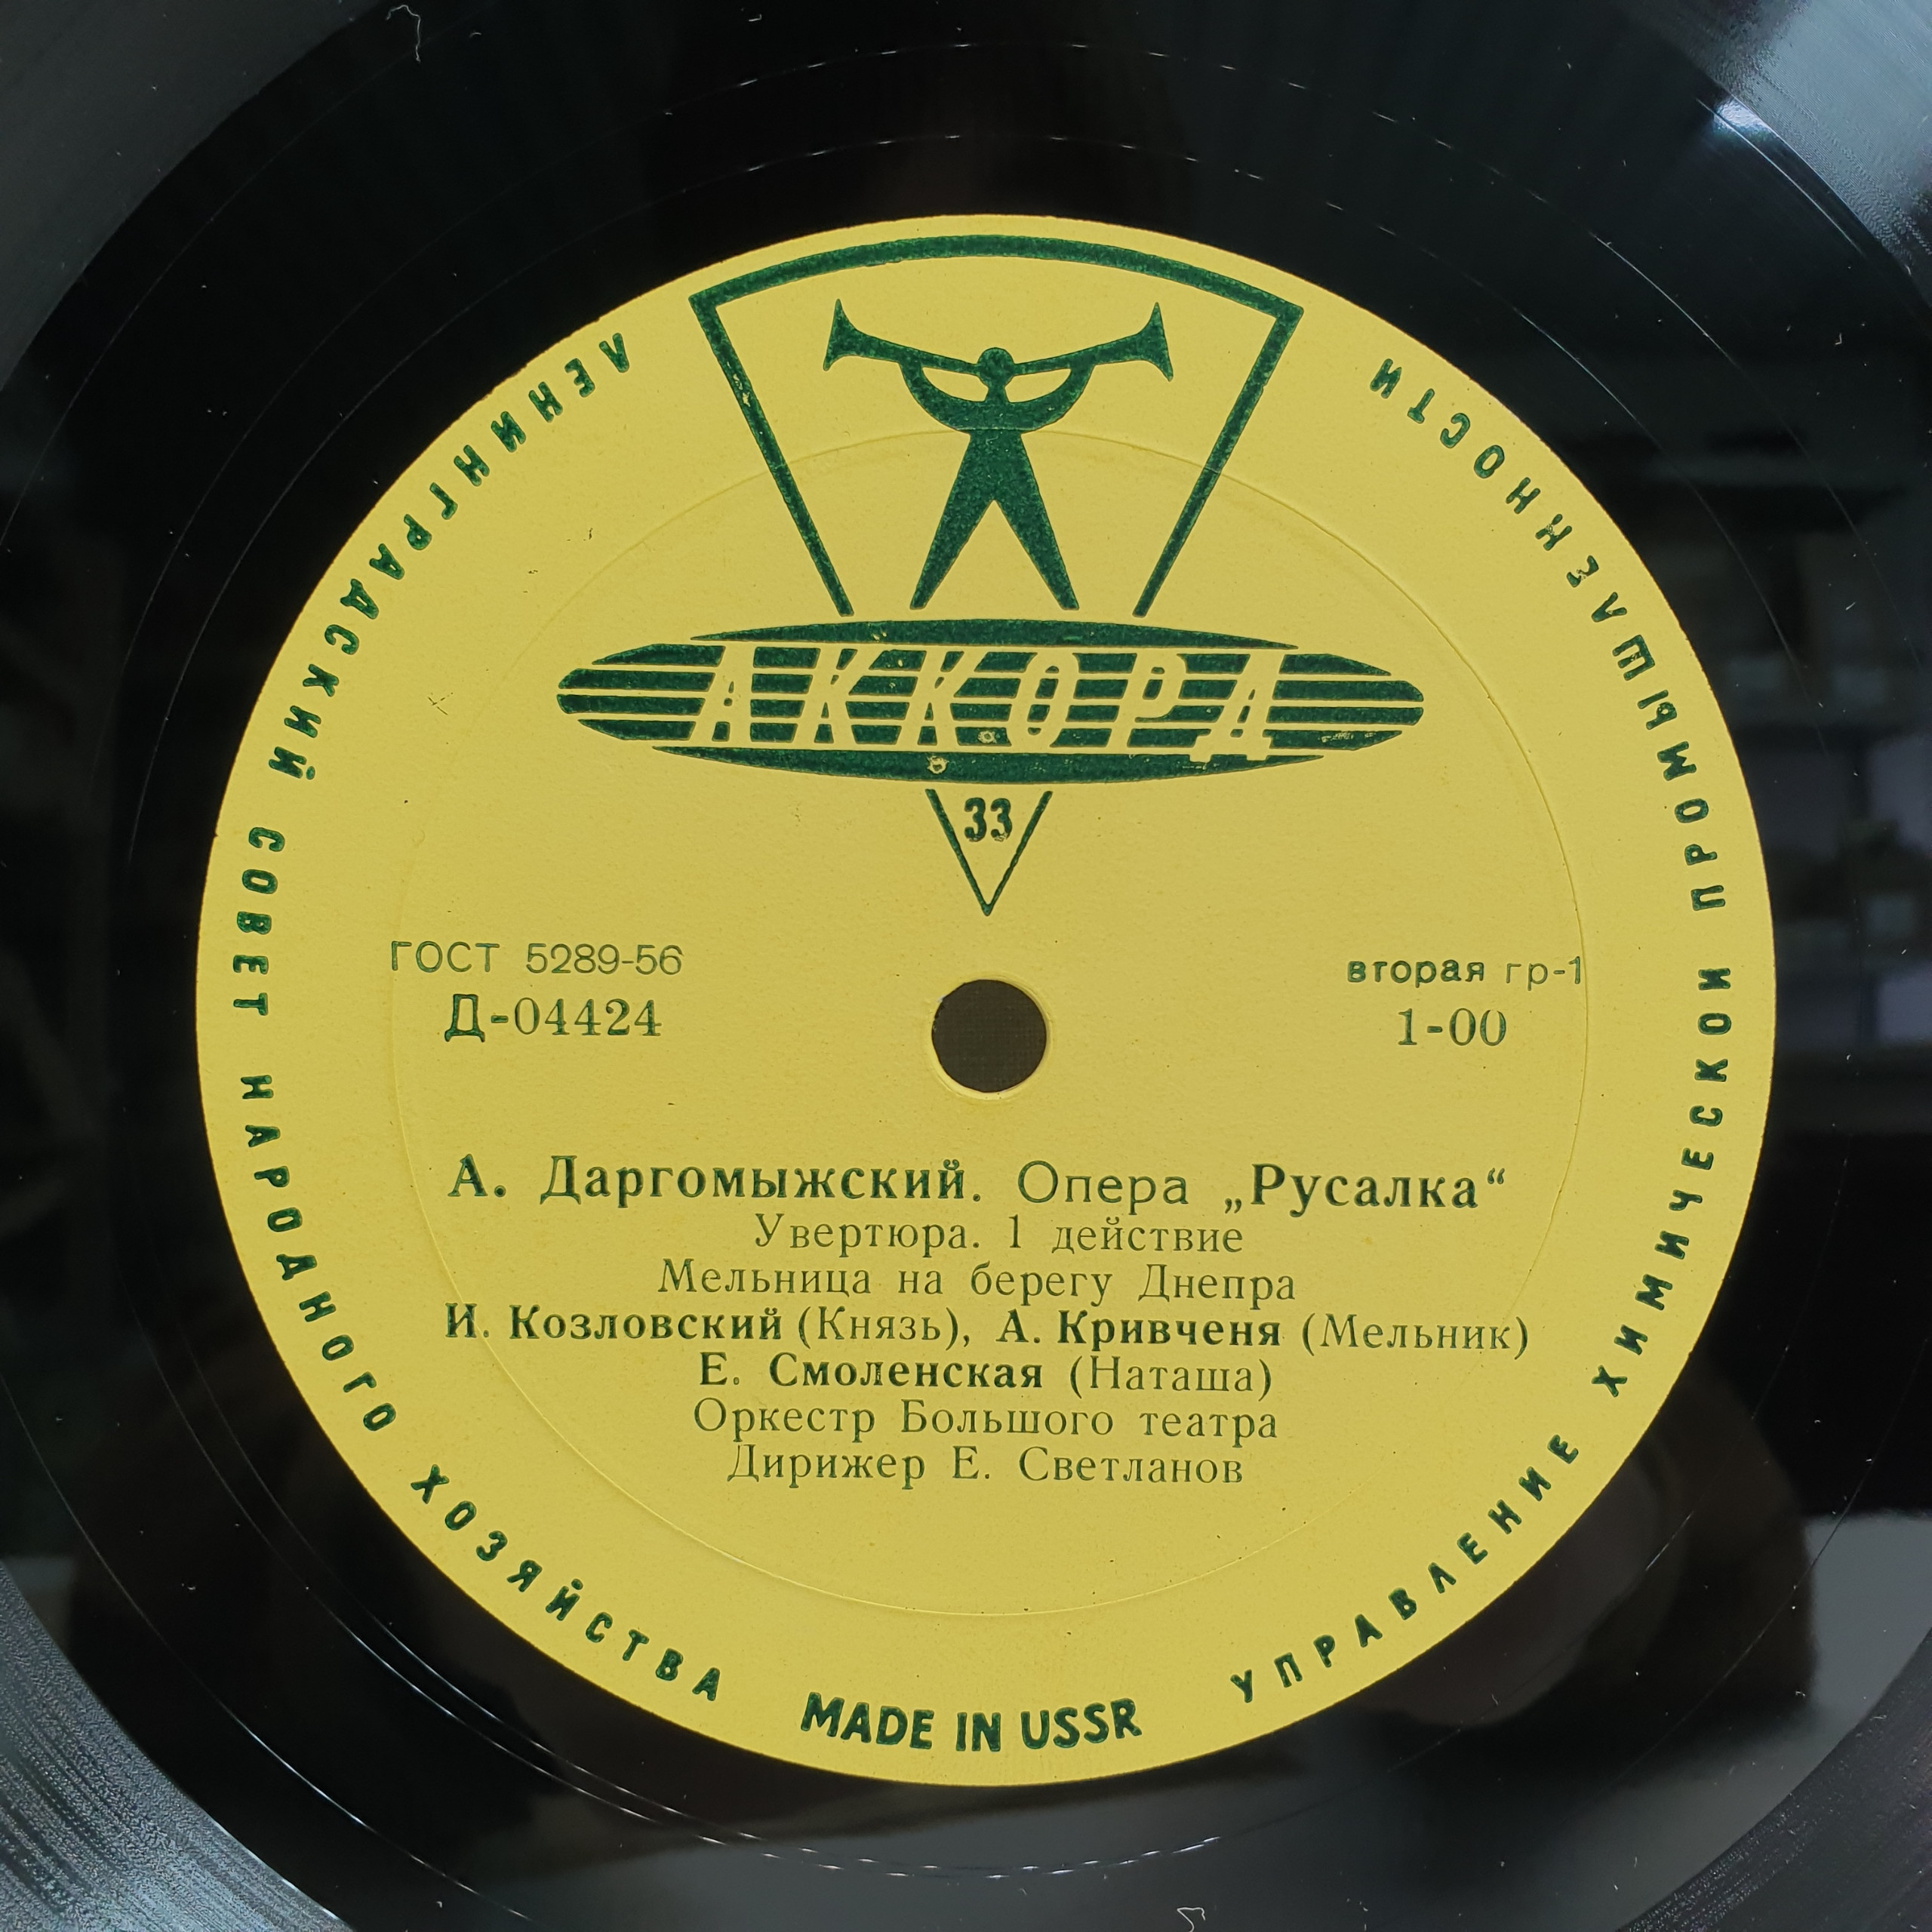 ЛЕНИНГРАДСКИЙ СОВЕТ НАРОДНОГО ХОЗЯЙСТВА
УПРАВЛЕНИЕ ХИМИЧЕСКОЙ ПРОМЫШЛЕННОСТИ
АККОРД
33
ГОСТ 5289-56
вторая гр-1
Д-04424
1-00
А. Даргомыжский. Опера „Русалка“
Увертюра. 1 действие
Мельница на берегу Днепра
И. Козловский (Князь), А. Кривченя (Мельник)
Е. Смоленская (Наташа)
Оркестр Большого театра
Дирижер Е. Светланов
MADE IN USSR